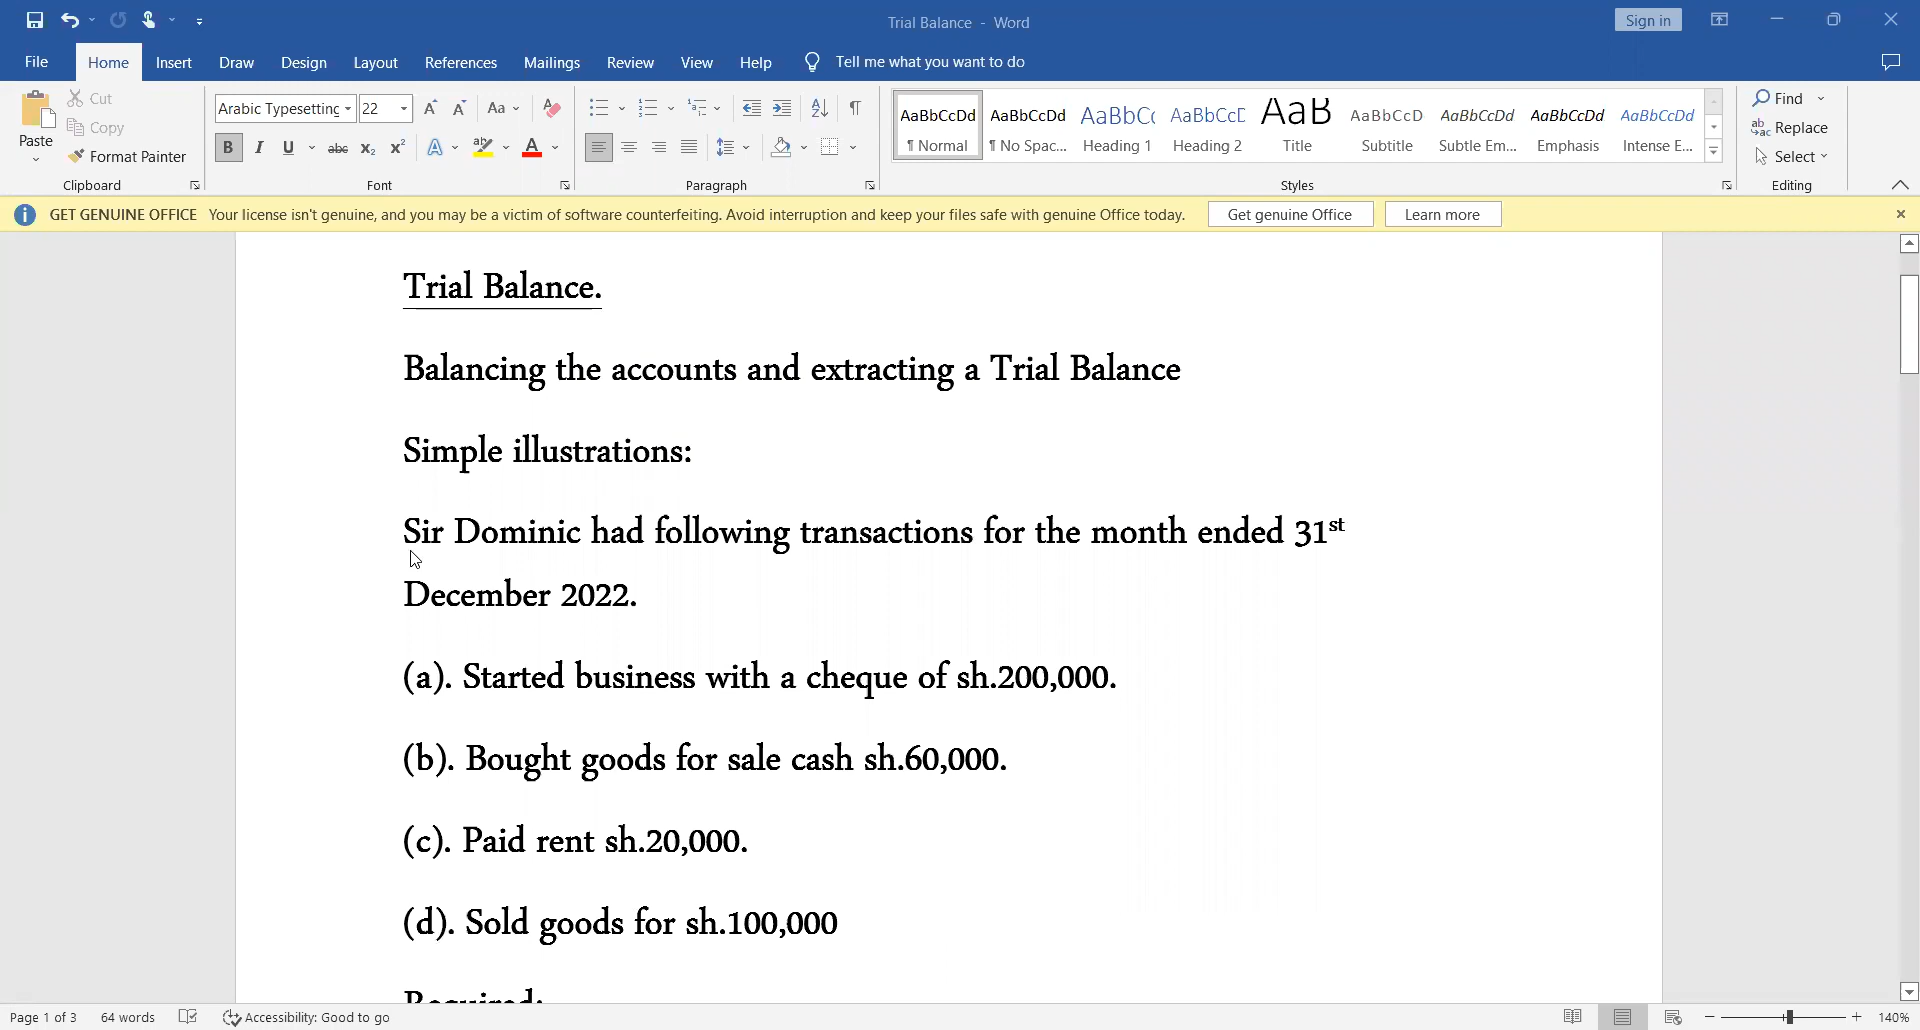 Trial Balance - Word
Sign in
File Home Insert Draw Design Layout References Mailings Review View Help Tell me what you want to do
Paste
Cut
Copy
Format Painter
Clipboard
Arabic Typesetting 22
Aa
B I U abc x₂ x² A ab A
Font
Paragraph
AaBbCcDd AaBbCcDd AaBbCc AaBbCcD AaB AaBbCcD AaBbCcDd AaBbCcDd AaBbCcDd
¶ Normal ¶ No Spac... Heading 1 Heading 2 Title Subtitle Subtle Em... Emphasis Intense E...
Styles
Find
Replace
Select
Editing
GET GENUINE OFFICE Your license isn't genuine, and you may be a victim of software counterfeiting. Avoid interruption and keep your files safe with genuine Office today. Get genuine Office Learn more
Trial Balance.
Balancing the accounts and extracting a Trial Balance
Simple illustrations:
Sir Dominic had following transactions for the month ended 31st
December 2022.
(a). Started business with a cheque of sh.200,000.
(b). Bought goods for sale cash sh.60,000.
(c). Paid rent sh.20,000.
(d). Sold goods for sh.100,000
Required:
Page 1 of 3 64 words Accessibility: Good to go 140%